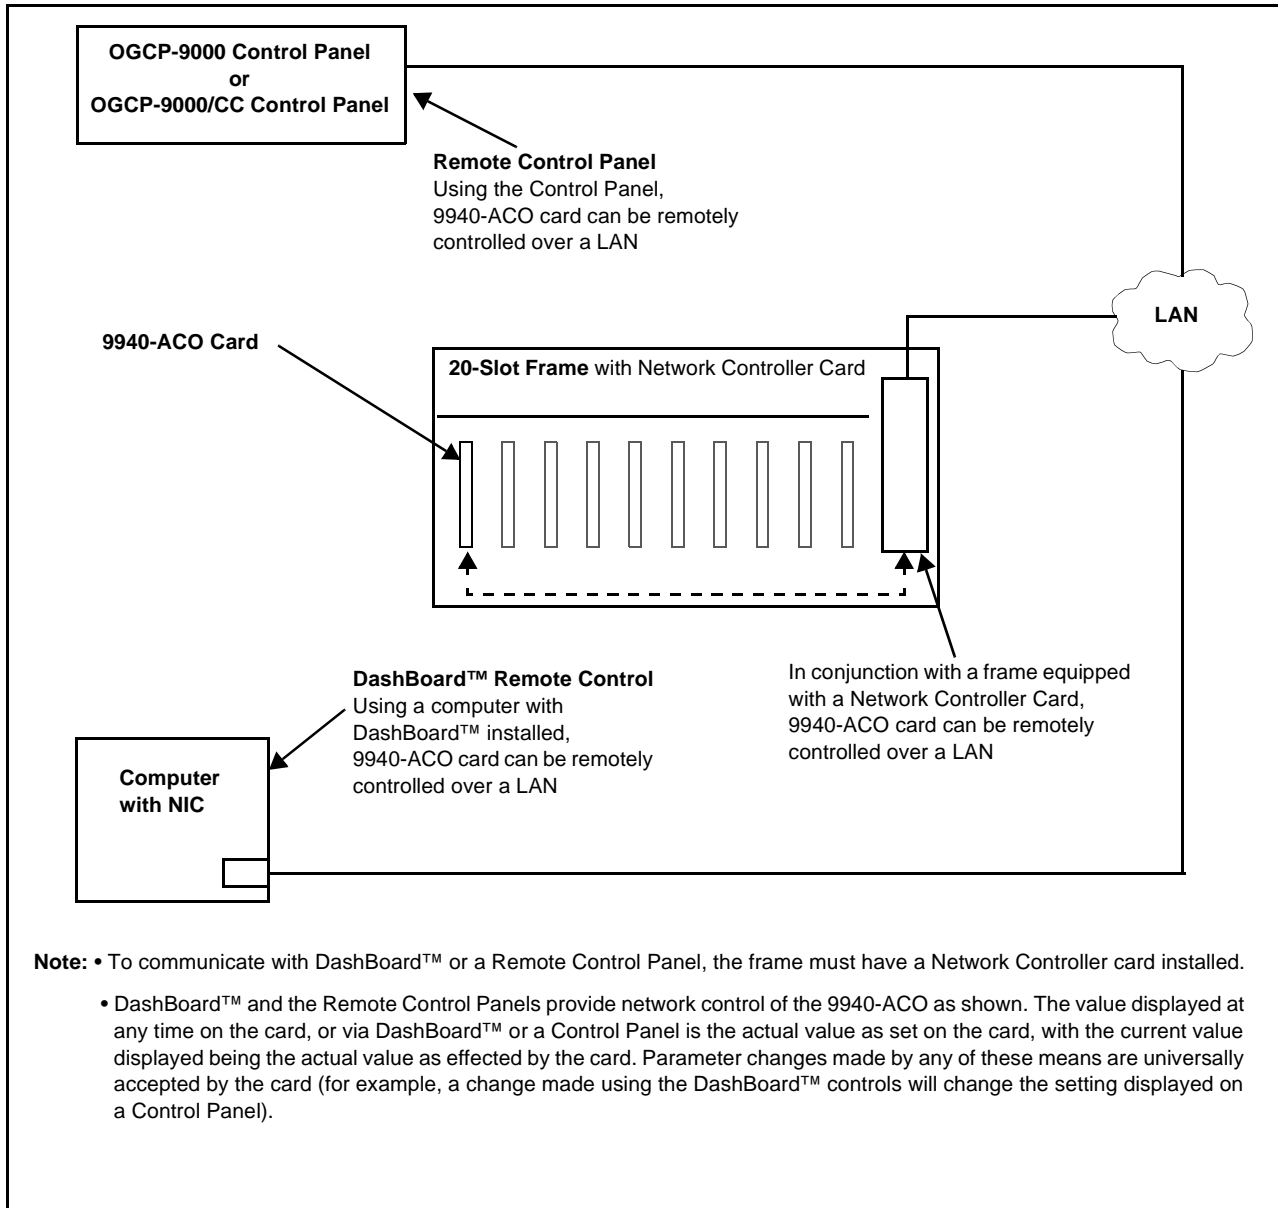 OGCP-9000 Control Panel
or
OGCP-9000/CC Control Panel
Remote Control Panel
Using the Control Panel,
9940-ACO card can be remotely
controlled over a LAN
LAN
9940-ACO Card
20-Slot Frame with Network Controller Card
DashBoard™ Remote Control
Using a computer with
DashBoard™ installed,
9940-ACO card can be remotely
controlled over a LAN
In conjunction with a frame equipped
with a Network Controller Card,
9940-ACO card can be remotely
controlled over a LAN
Computer
with NIC
Note: • To communicate with DashBoard™ or a Remote Control Panel, the frame must have a Network Controller card installed.
• DashBoard™ and the Remote Control Panels provide network control of the 9940-ACO as shown. The value displayed at
any time on the card, or via DashBoard™ or a Control Panel is the actual value as set on the card, with the current value
displayed being the actual value as effected by the card. Parameter changes made by any of these means are universally
accepted by the card (for example, a change made using the DashBoard™ controls will change the setting displayed on
a Control Panel).